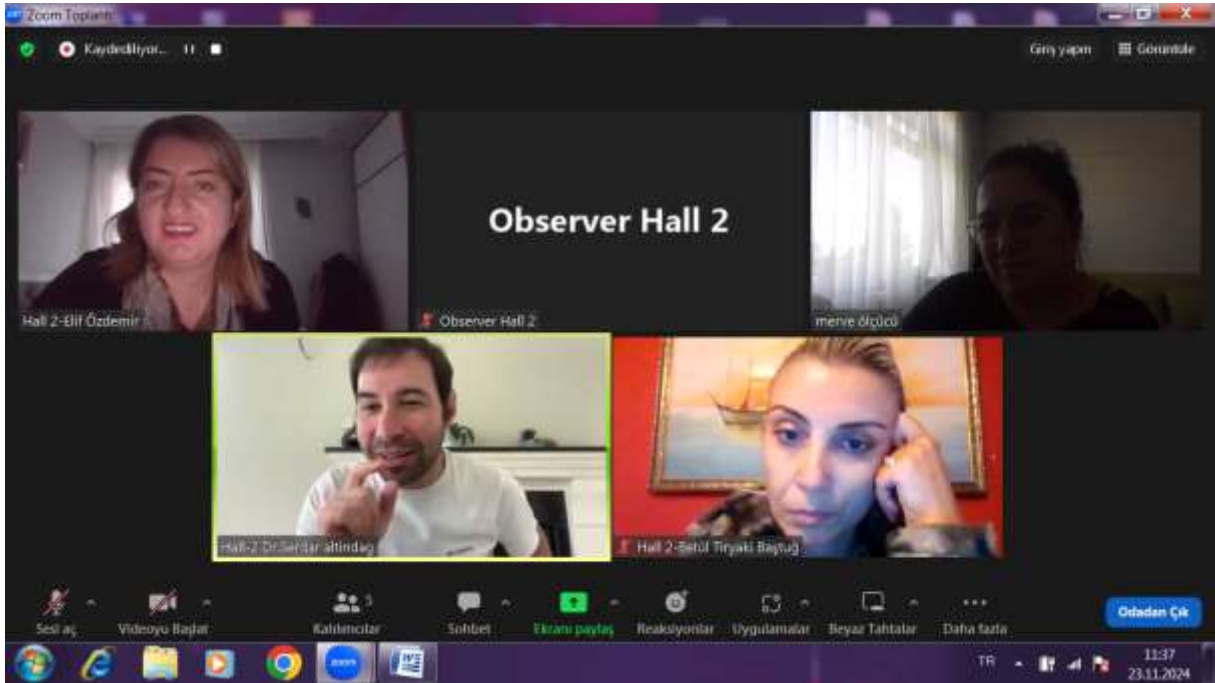 Zoom Toplantı
Kaydediliyor...
Giriş yapın
Görüntüle
Observer Hall 2
Hall 2-Elif Özdemir
Observer Hall 2
merve ölçücü
Hall-2 Dr Serdar altindag
Hall 2-Betül Tiryaki Baştuğ
5
Sesi aç
Videoyu Başlat
Katılımcılar
Sohbet
Ekranı paylaş
Reaksiyonlar
Uygulamalar
Beyaz Tahtalar
Daha fazla
Odadan Çık
zoom
TR
11:37
23.11.2024